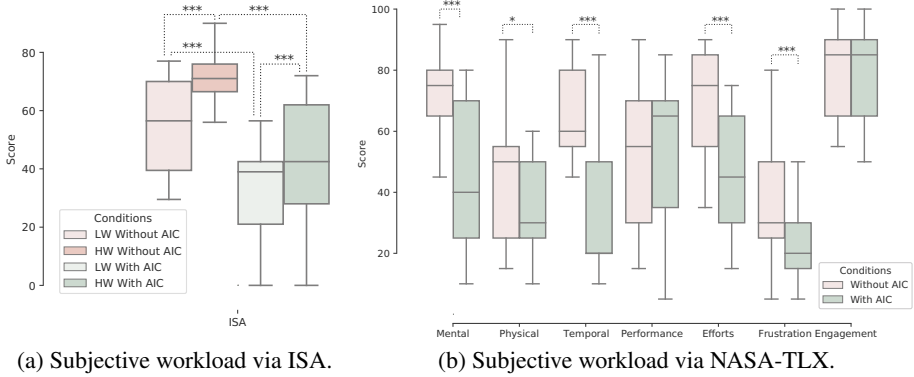 ***
***
***
***
80
60
40
20
0
Score
Conditions
LW Without AIC
HW Without AIC
LW With AIC
HW With AIC
ISA
(a) Subjective workload via ISA.
100
80
60
40
20
Score
***
*
***
***
***
Conditions
Without AIC
With AIC
Mental Physical Temporal Performance Efforts Frustration Engagement
(b) Subjective workload via NASA-TLX.